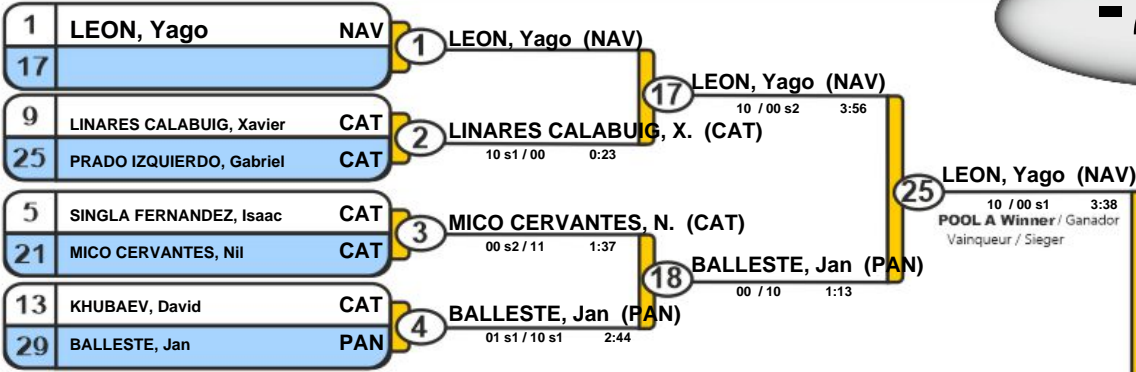 1 LEON, Yago NAV
17
1
LEON, Yago (NAV)
9 LINARES CALABUIG, Xavier CAT
25 PRADO IZQUIERDO, Gabriel CAT
2
LINARES CALABUIG, X. (CAT)
10 s1 / 00 0:23
17
LEON, Yago (NAV)
10 / 00 s2 3:56
5 SINGLA FERNANDEZ, Isaac CAT
21 MICO CERVANTES, Nil CAT
3
MICO CERVANTES, N. (CAT)
00 s2 / 11 1:37
13 KHUBAEV, David CAT
29 BALLESTE, Jan PAN
4
BALLESTE, Jan (PAN)
01 s1 / 10 s1 2:44
18
BALLESTE, Jan (PAN)
00 / 10 1:13
25
LEON, Yago (NAV)
10 / 00 s1 3:38
POOL A Winner / Ganador
Vainqueur / Sieger